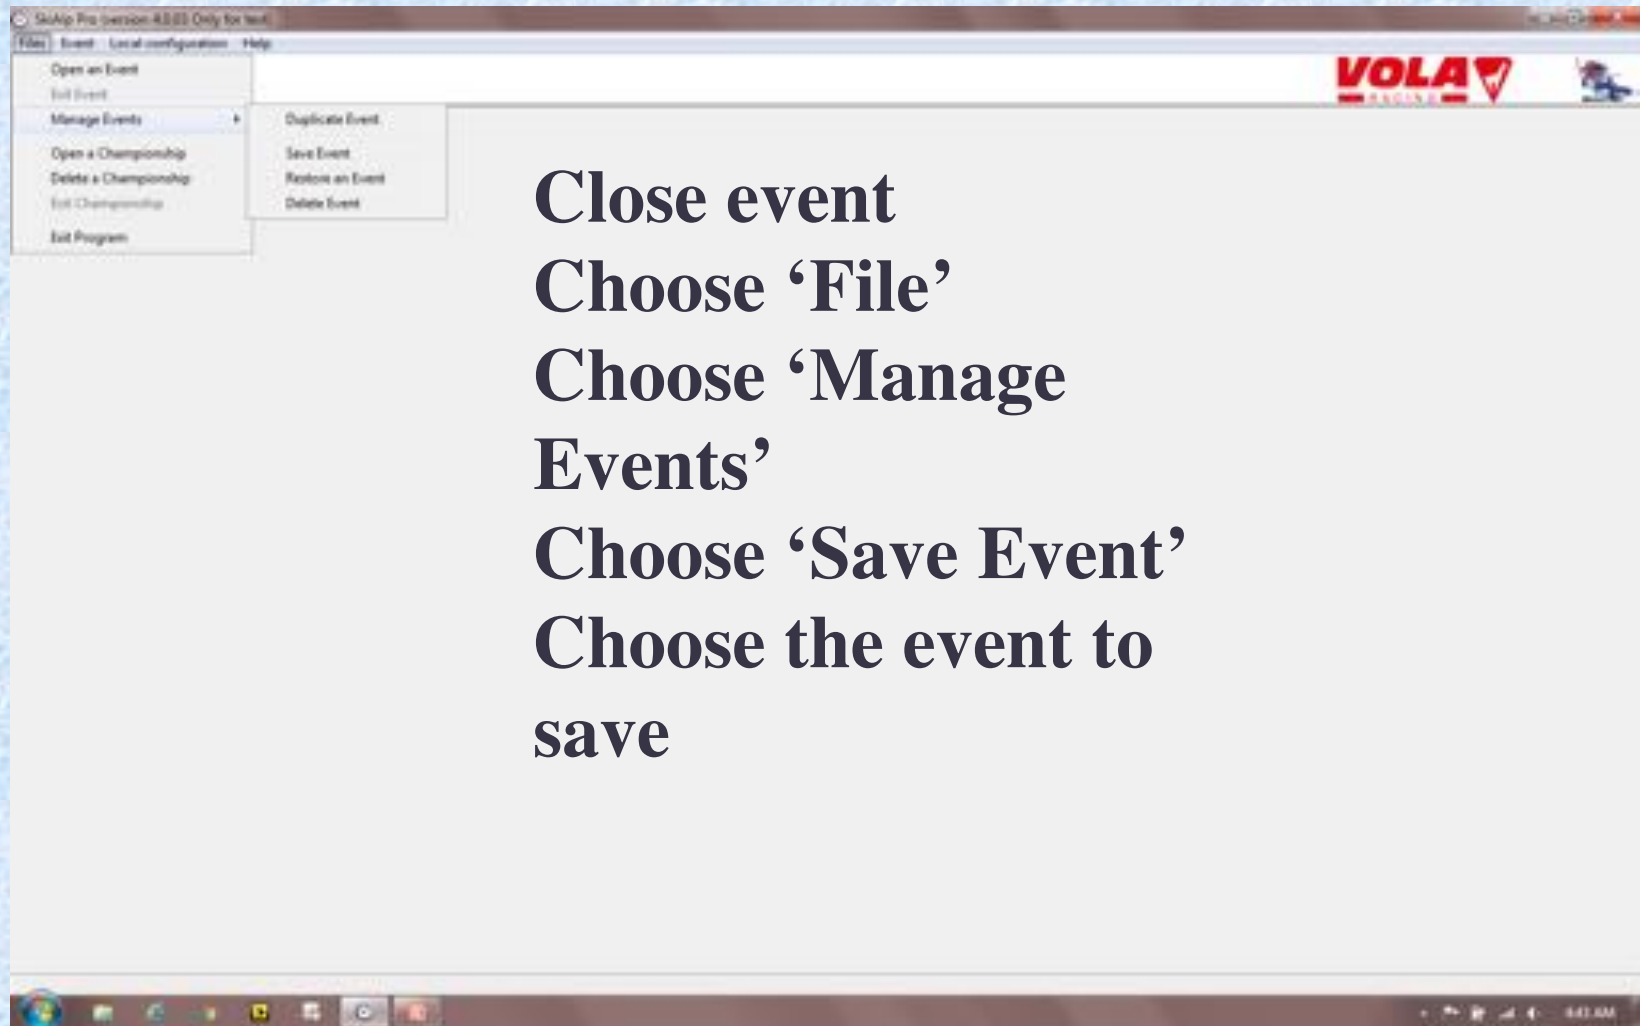 SkiAlp Pro (version 4.0.03 Only for test)
Files Event Local configuration Help
Open an Event
Exit Event
Manage Events
Open a Championship
Delete a Championship
Exit Championship
Exit Program
Duplicate Event
Save Event
Restore an Event
Delete Event
VOLA
RACING
Close event
Choose ‘File’
Choose ‘Manage
Events’
Choose ‘Save Event’
Choose the event to
save